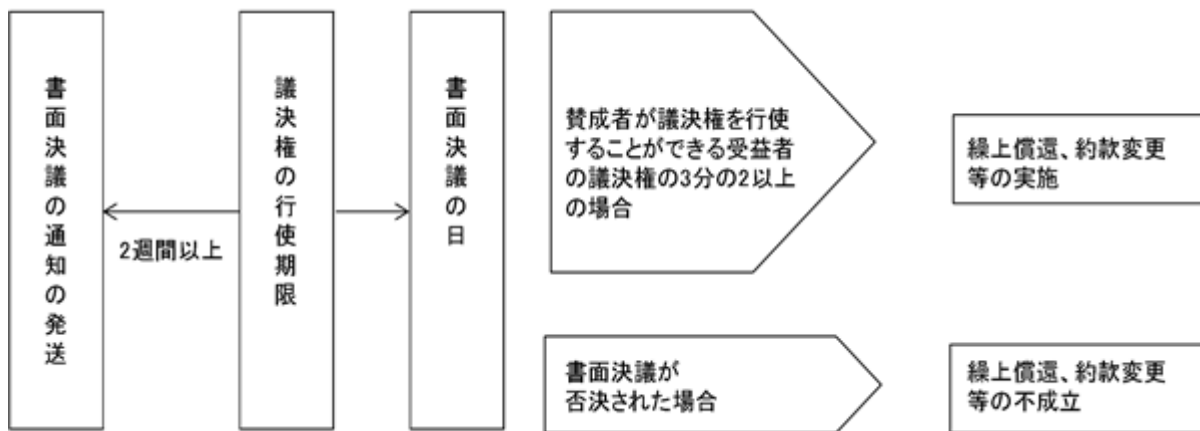 書面決議の通知の発送
2週間以上
議決権の行使期限
書面決議の日
賛成者が議決権を行使
することができる受益者
の議決権の3分の2以上
の場合
繰上償還、約款変更
等の実施
書面決議が
否決された場合
繰上償還、約款変更
等の不成立